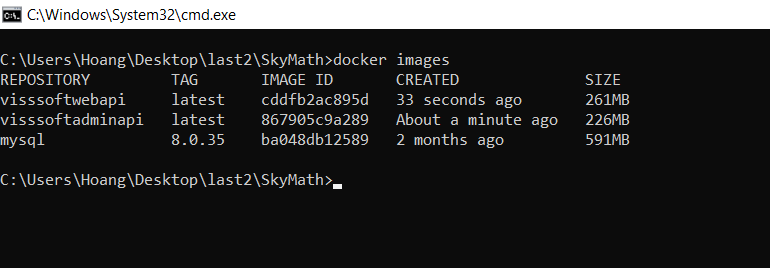 C:\Windows\System32\cmd.exe
C:\Users\Hoang\Desktop\last2\SkyMath>docker images
REPOSITORY TAG IMAGE ID CREATED SIZE
visssoftwebapi latest cddfb2ac895d 33 seconds ago 261MB
visssoftadminapi latest 867905c9a289 About a minute ago 226MB
mysql 8.0.35 ba048db12589 2 months ago 591MB
C:\Users\Hoang\Desktop\last2\SkyMath>